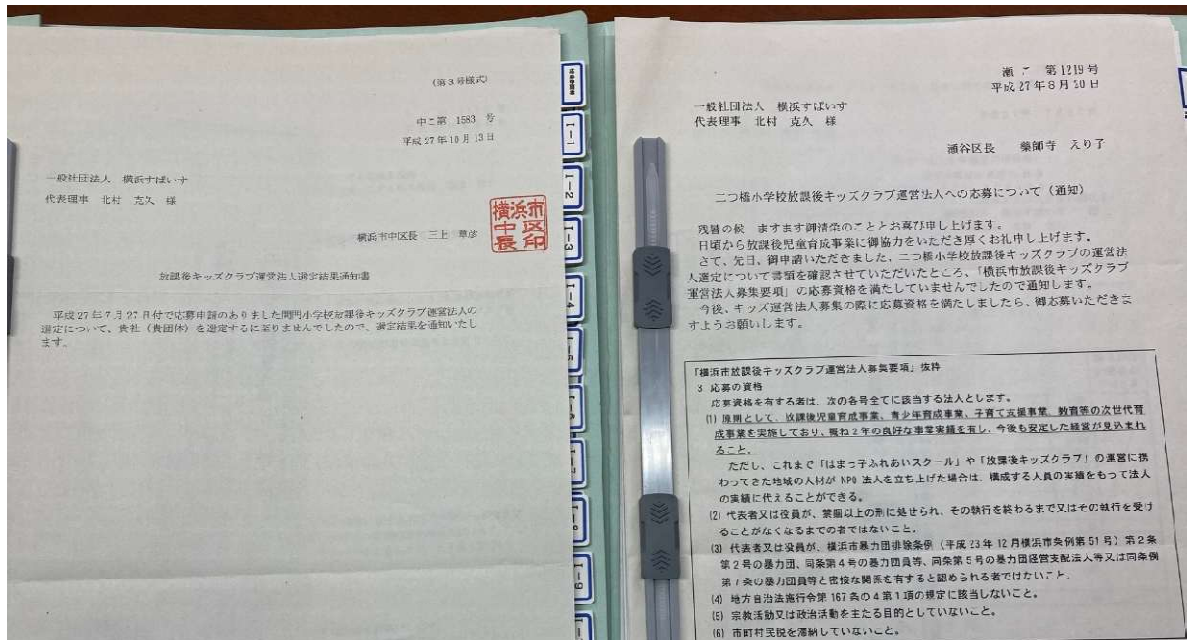 (第3号様式)
中こ第 1583 号
平成27年10月13日
一般社団法人 横浜すぱいす
代表理事 北村 克久 様
横浜市中区長 三上 章彦
横浜市
中区
長印
放課後キッズクラブ運営法人選定結果通知書
平成27年7月27日付で応募申請のありました間門小学校放課後キッズクラブ運営法人の
選定について、貴社(貴団体)を選定するに至りませんでしたので、選定結果を通知いたし
ます。
I-1
I-2
I-3
I-4
I-5
I-6
I-7
I-8
I-9
瀬こ 第1219号
平成27年8月20日
一般社団法人 横浜すぱいす
代表理事 北村 克久 様
瀬谷区長 薬師寺 えり子
二つ橋小学校放課後キッズクラブ運営法人への応募について(通知)
残暑の候 ますます御清栄のこととお喜び申し上げます。
日頃から放課後児童育成事業に御協力をいただき厚くお礼申し上げます。
さて、先日、御申請いただきました、二つ橋小学校放課後キッズクラブの運営法
人選定について書類を確認させていただいたところ、「横浜市放課後キッズクラブ
運営法人募集要項」の応募資格を満たしていませんでしたので通知します。
今後、キッズ運営法人募集の際に応募資格を満たしましたら、御応募いただきま
すようお願いします。
「横浜市放課後キッズクラブ運営法人募集要項」抜粋
3 応募の資格
応募資格を有する者は、次の各号全てに該当する法人とします。
(1) 原則として、放課後児童育成事業、青少年育成事業、子育て支援事業、教育等の次世代育
成事業を実施しており、概ね2年の良好な事業実績を有し、今後も安定した経営が見込まれ
ること。
ただし、これまで「はまっ子ふれあいスクール」や「放課後キッズクラブ」の運営に携
わってきた地域の人材が NPO 法人を立ち上げた場合は、構成する人員の実績をもって法人
の実績に代えることができる。
(2) 代表者又は役員が、禁錮以上の刑に処せられ、その執行を終わるまで又はその執行を受け
ることがなくなるまでの者ではないこと。
(3) 代表者又は役員が、横浜市暴力団排除条例(平成23年12月横浜市条例第51号)第2条
第2号の暴力団、同条第4号の暴力団員等、同条第5号の暴力団経営支配法人等又は同条例
第7条の暴力団員等と密接な関係を有すると認められる者ではないこと。
(4) 地方自治法施行令第167条の4第1項の規定に該当しないこと。
(5) 宗教活動又は政治活動を主たる目的としていないこと。
(6) 市町村民税を滞納していないこと。